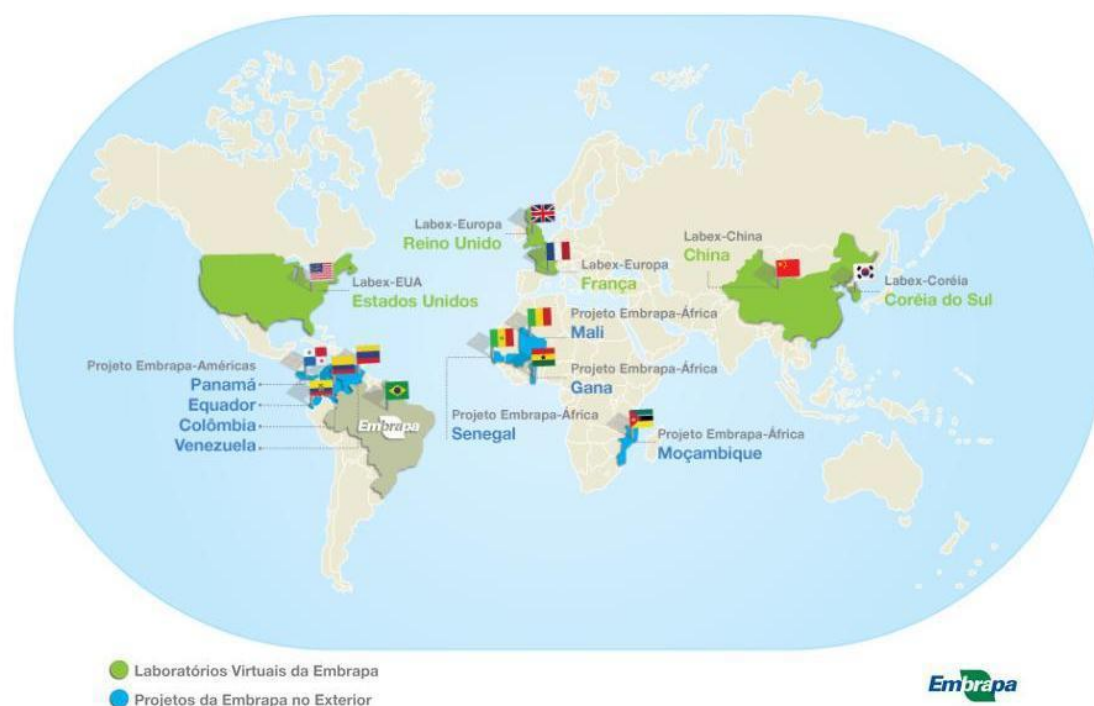 Labex-Europa
Reino Unido
Labex-Europa
França
Labex-China
China
Labex-Coréia
Coréia do Sul
Labex-EUA
Estados Unidos
Projeto Embrapa-África
Mali
Projeto Embrapa-África
Gana
Projeto Embrapa-Américas
Panamá
Equador
Colômbia
Venezuela
Embrapa
Projeto Embrapa-África
Senegal
Projeto Embrapa-África
Moçambique
Laboratórios Virtuais da Embrapa
Projetos da Embrapa no Exterior
Embrapa